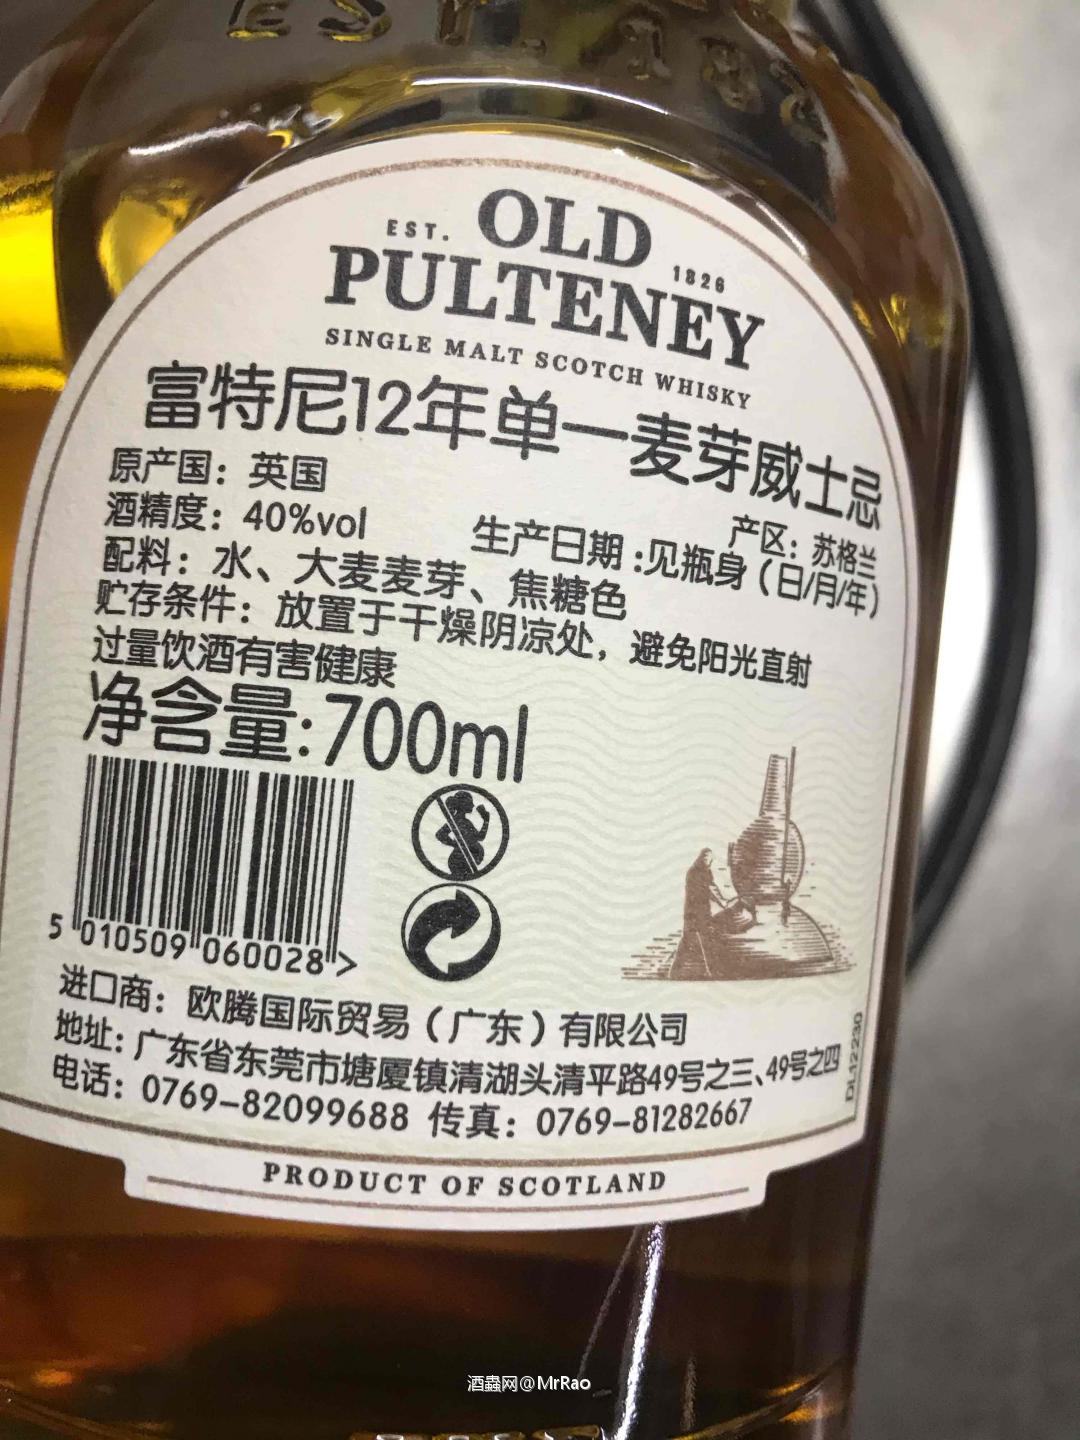 EST. 182
OLD
EST. PULTENEY 1826
SINGLE MALT SCOTCH WHISKY
富特尼12年单一麦芽威士忌
原产国：英国 产区：苏格兰
酒精度：40%vol 生产日期:见瓶身（日/月/年）
配料：水、大麦麦芽、焦糖色
贮存条件：放置于干燥阴凉处，避免阳光直射
过量饮酒有害健康
净含量:700ml
5 010509 060028 >
进口商：欧腾国际贸易（广东）有限公司
地址：广东省东莞市塘厦镇清湖头清平路49号之三、49号之四
电话：0769-82099688 传真：0769-81282667
DL12230
PRODUCT OF SCOTLAND
酒蟲网@MrRao